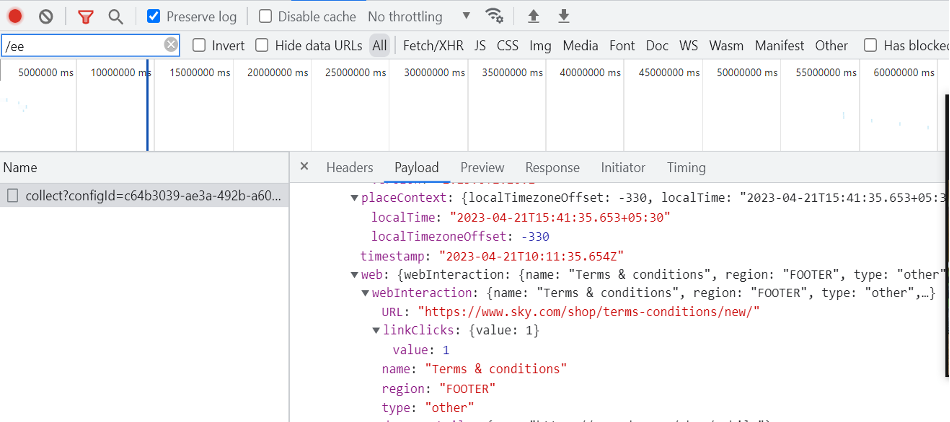 Preserve log Disable cache No throttling
/ee Invert Hide data URLs All Fetch/XHR JS CSS Img Media Font Doc WS Wasm Manifest Other Has blocked
5000000 ms 10000000 ms 15000000 ms 20000000 ms 25000000 ms 30000000 ms 35000000 ms 40000000 ms 45000000 ms 50000000 ms 55000000 ms 60000000 ms
Name
collect?configId=c64b3039-ae3a-492b-a60...
Headers Payload Preview Response Initiator Timing
placeContext: {localTimezoneOffset: -330, localTime: "2023-04-21T15:41:35.653+05:3
localTime: "2023-04-21T15:41:35.653+05:30"
localTimezoneOffset: -330
timestamp: "2023-04-21T10:11:35.654Z"
web: {webInteraction: {name: "Terms & conditions", region: "FOOTER", type: "other"
webInteraction: {name: "Terms & conditions", region: "FOOTER", type: "other",…}
URL: "https://www.sky.com/shop/terms-conditions/new/"
linkClicks: {value: 1}
value: 1
name: "Terms & conditions"
region: "FOOTER"
type: "other"